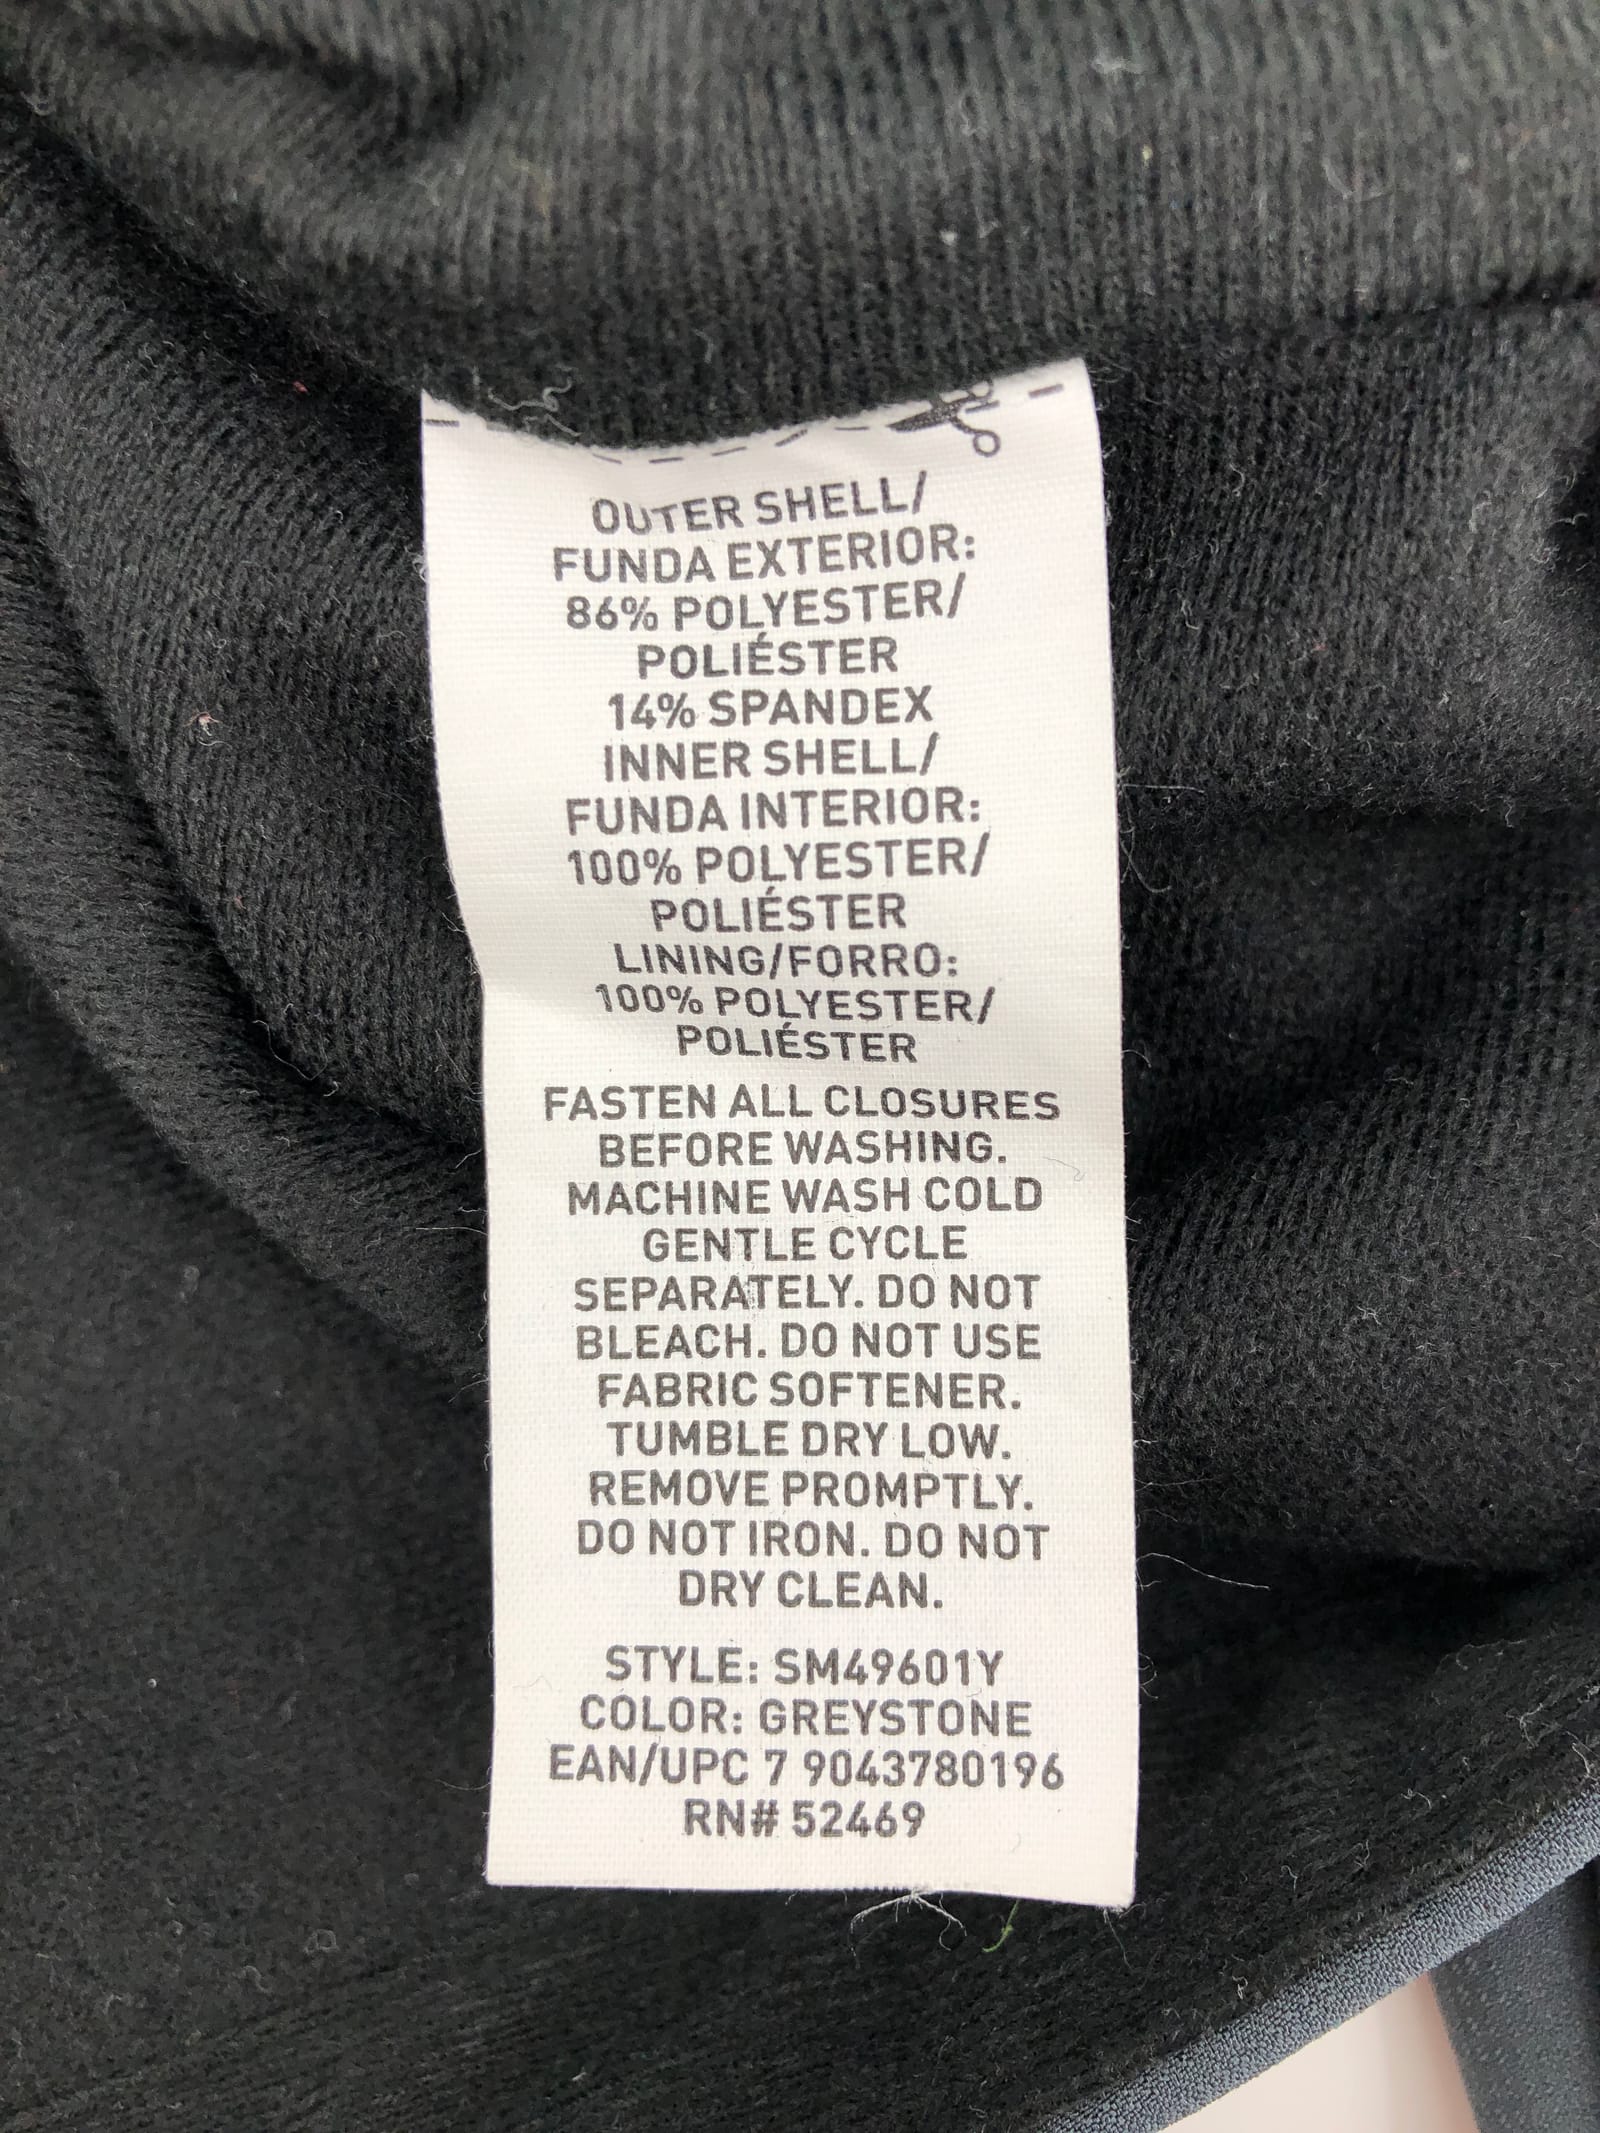 OUTER SHELL/
FUNDA EXTERIOR:
86% POLYESTER/
POLIÉSTER
14% SPANDEX
INNER SHELL/
FUNDA INTERIOR:
100% POLYESTER/
POLIÉSTER
LINING/FORRO:
100% POLYESTER/
POLIÉSTER
FASTEN ALL CLOSURES
BEFORE WASHING.
MACHINE WASH COLD
GENTLE CYCLE
SEPARATELY. DO NOT
BLEACH. DO NOT USE
FABRIC SOFTENER.
TUMBLE DRY LOW.
REMOVE PROMPTLY.
DO NOT IRON. DO NOT
DRY CLEAN.
STYLE: SM49601Y
COLOR: GREYSTONE
EAN/UPC 7 9043780196
RN# 52469